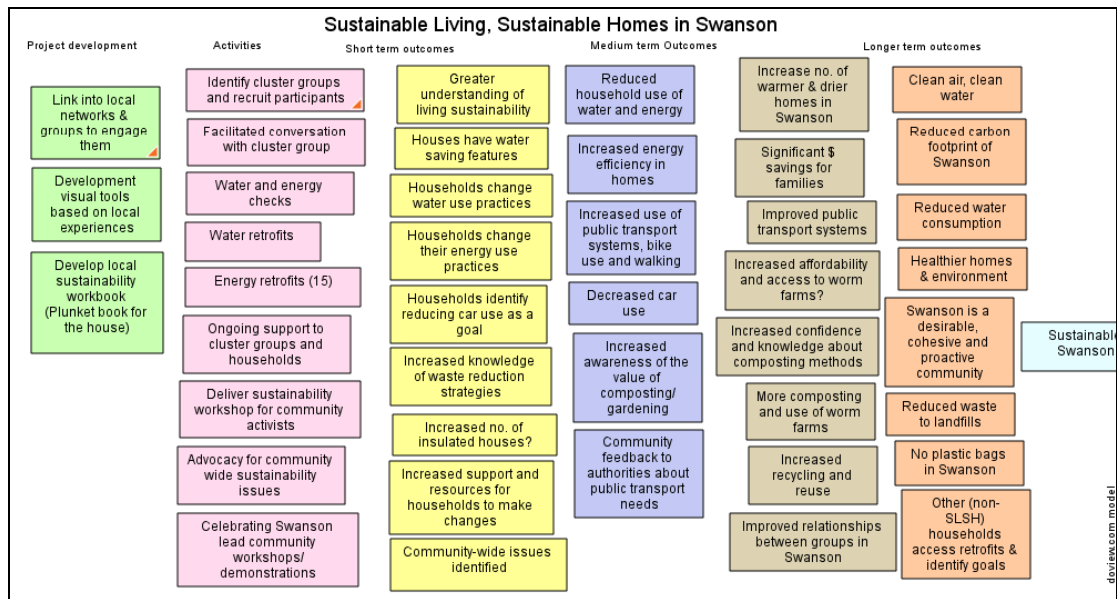 Sustainable Living, Sustainable Homes in Swanson
Project development
Activities
Short term outcomes
Medium term Outcomes
Longer term outcomes
Link into local
networks &
groups to engage
them
Development
visual tools
based on local
experiences
Develop local
sustainability
workbook
(Plunket book for
the house)
Identify cluster groups
and recruit participants
Facilitated conversation
with cluster group
Water and energy
checks
Water retrofits
Energy retrofits (15)
Ongoing support to
cluster groups and
households
Deliver sustainability
workshop for community
activists
Advocacy for community
wide sustainability
issues
Celebrating Swanson
lead community
workshops/
demonstrations
Greater
understanding of
living sustainability
Houses have water
saving features
Households change
water use practices
Households change
their energy use
practices
Households identify
reducing car use as a
goal
Increased knowledge
of waste reduction
strategies
Increased no. of
insulated houses?
Increased support and
resources for
households to make
changes
Community-wide issues
identified
Reduced
household use of
water and energy
Increased energy
efficiency in
homes
Increased use of
public transport
systems, bike
use and walking
Decreased car
use
Increased
awareness of the
value of
composting/
gardening
Community
feedback to
authorities about
public transport
needs
Increase no. of
warmer & drier
homes in
Swanson
Significant $
savings for
families
Improved public
transport systems
Increased affordability
and access to worm
farms?
Increased confidence
and knowledge about
composting methods
More composting
and use of worm
farms
Increased
recycling and
reuse
Improved relationships
between groups in
Swanson
Clean air, clean
water
Reduced carbon
footprint of
Swanson
Reduced water
consumption
Healthier homes
& environment
Swanson is a
desirable,
cohesive and
proactive
community
Reduced waste
to landfills
No plastic bags
in Swanson
Other (non-
SLSH)
households
access retrofits &
identify goals
Sustainable
Swanson
doview.com model